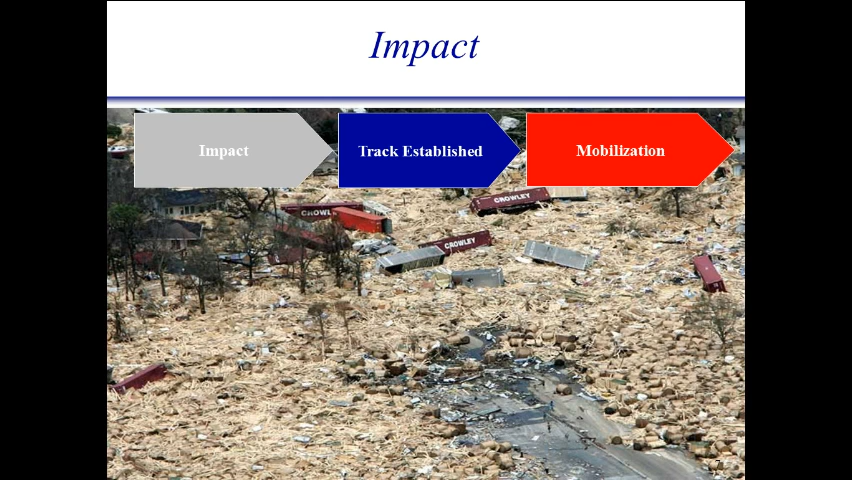 Impact
Impact
Track Established
Mobilization
CROWLEY
CROWLEY
CROWLEY